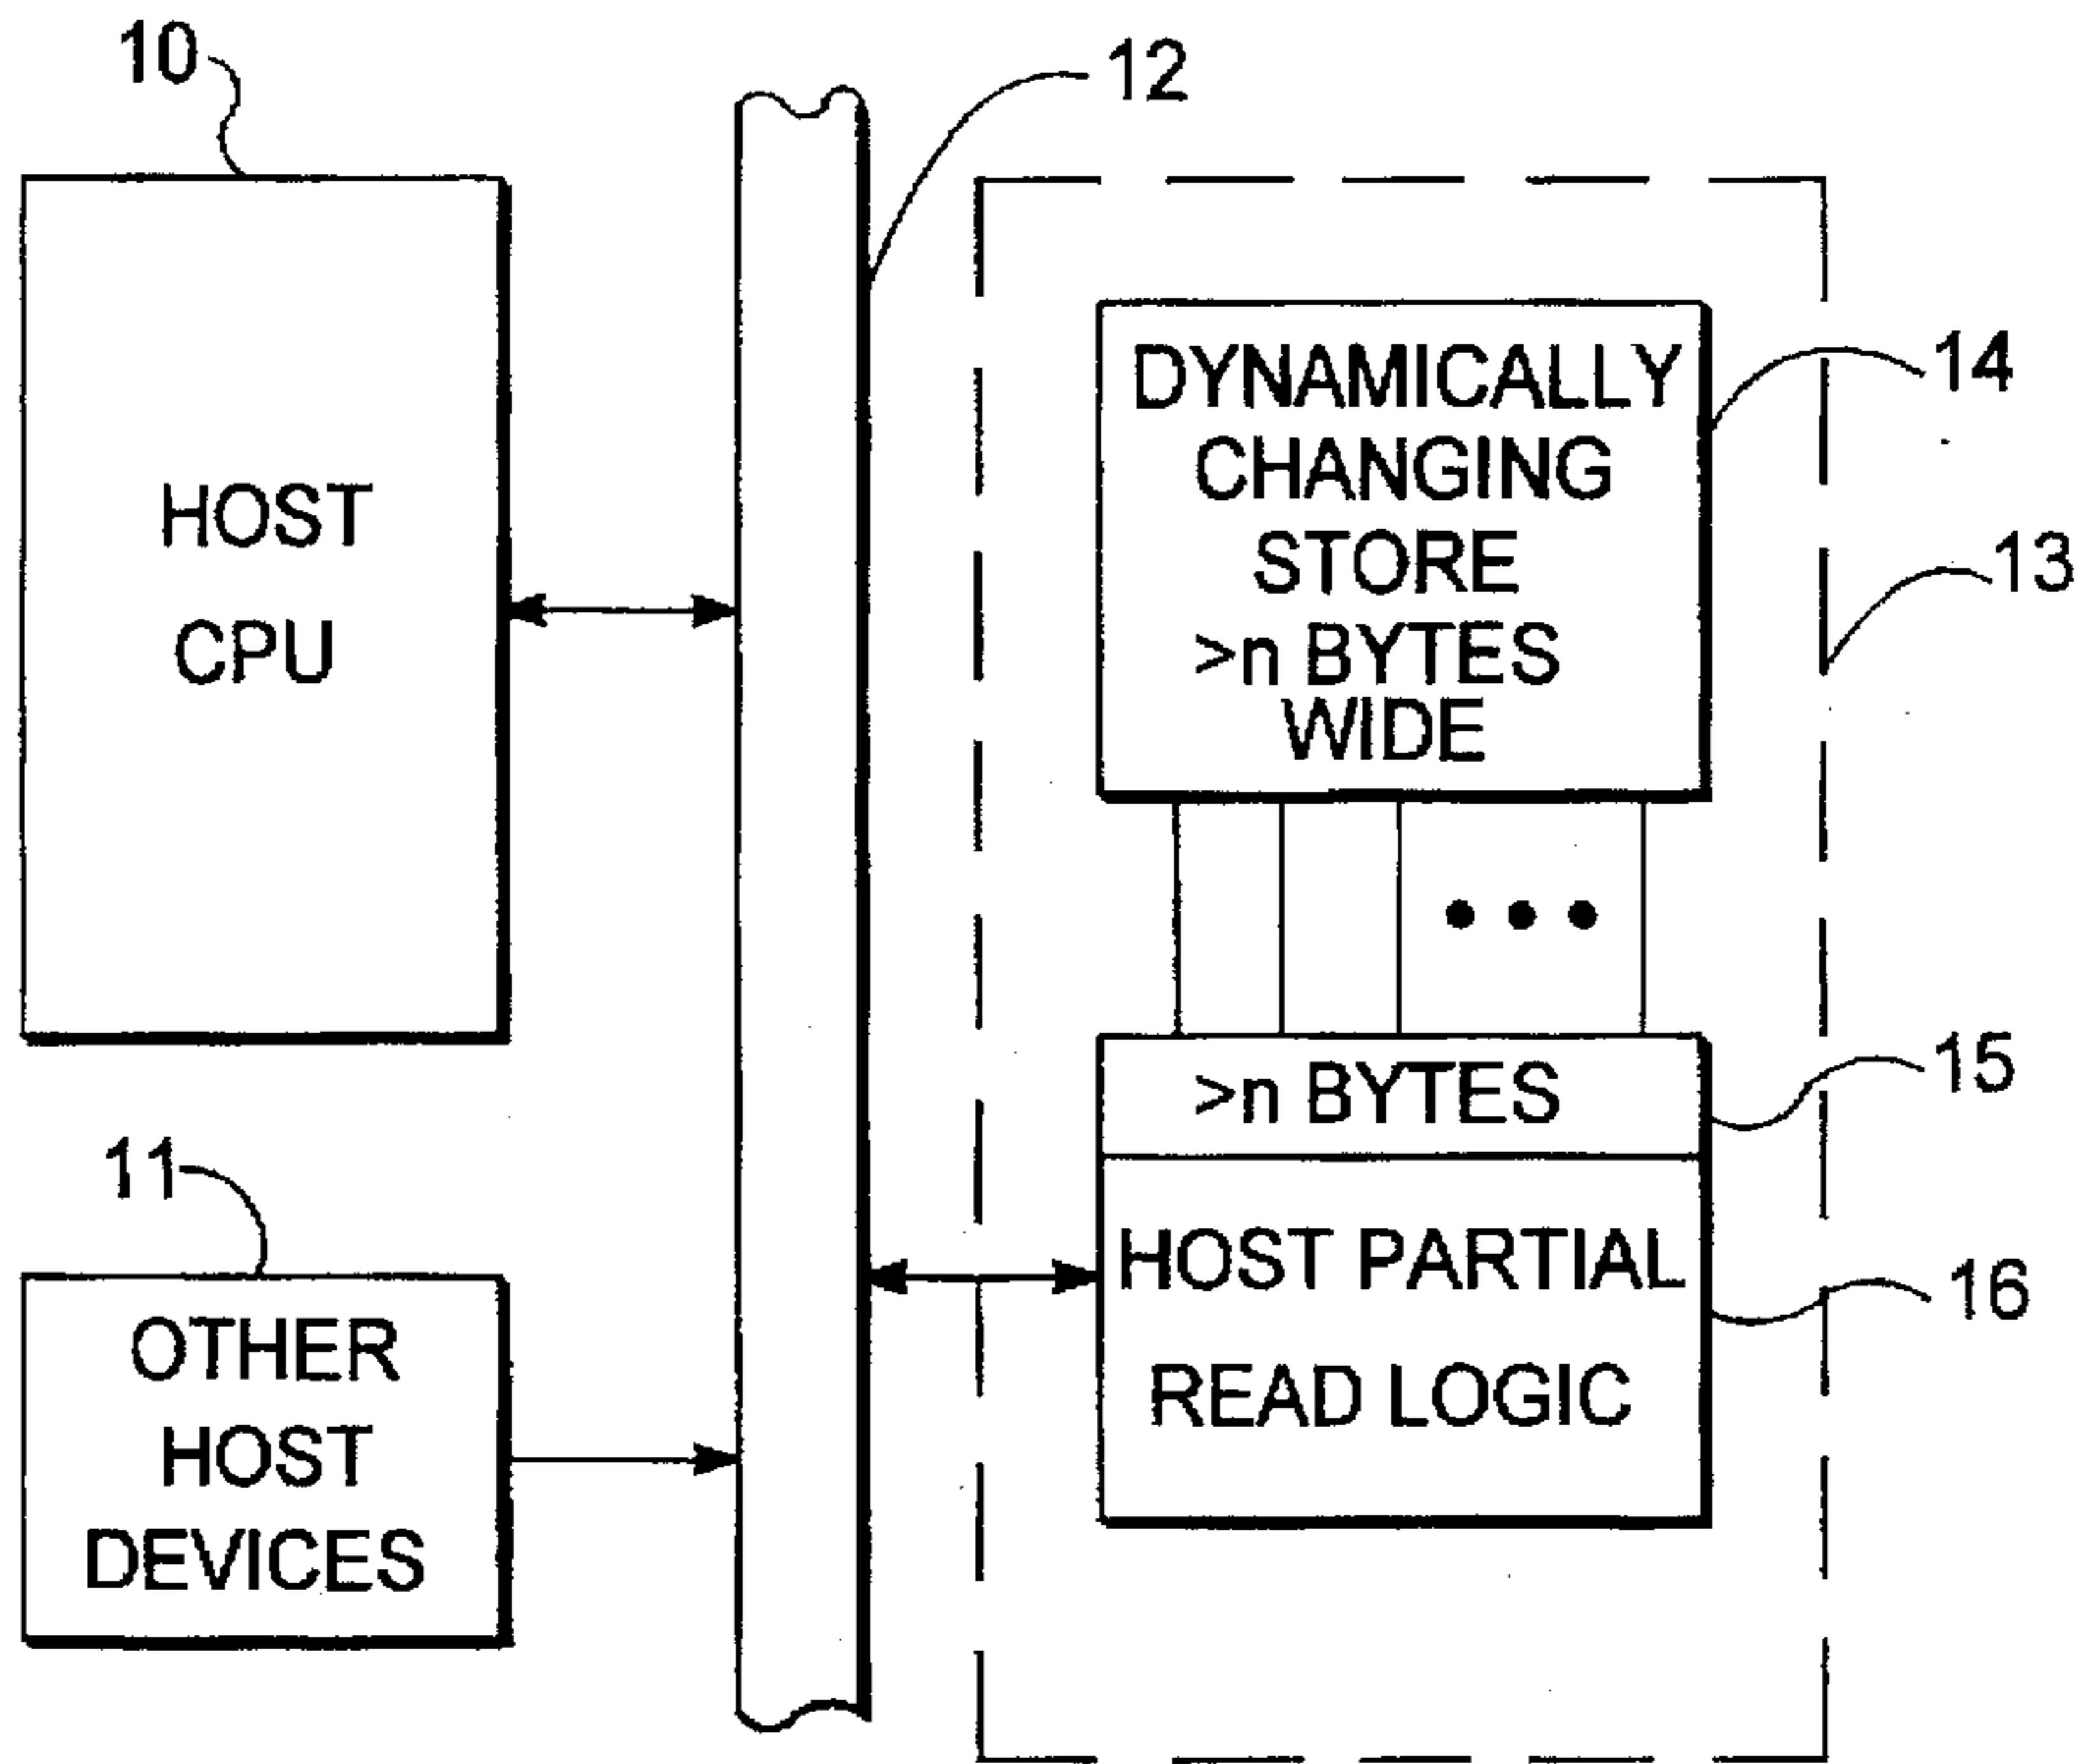 10
12
HOST
CPU
DYNAMICALLY
CHANGING
STORE
>n BYTES
WIDE
14
13
>n BYTES
15
11
OTHER
HOST
DEVICES
HOST PARTIAL
READ LOGIC
16